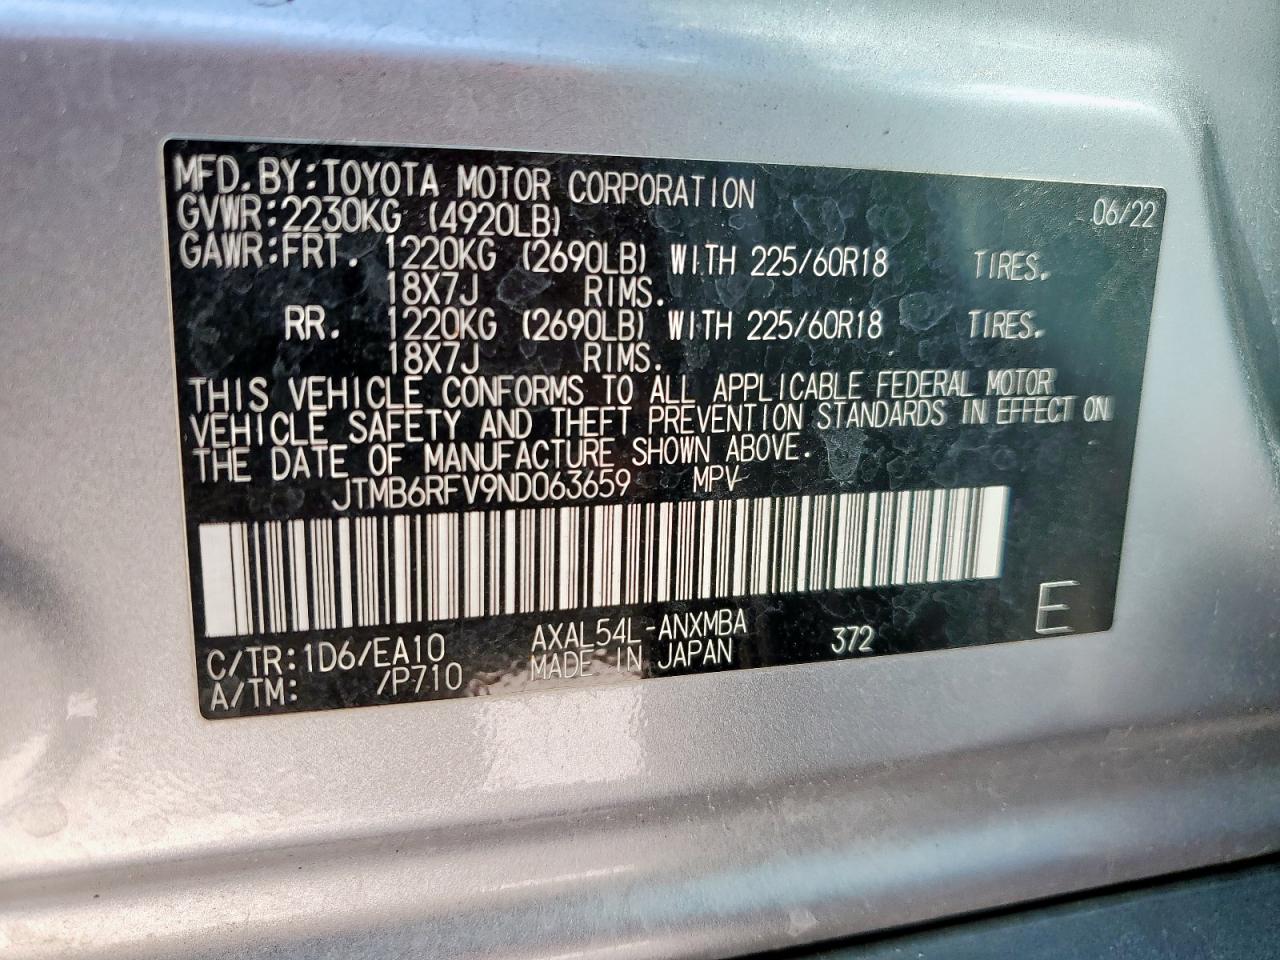 MFD.BY:TOYOTA MOTOR CORPORATION 06/22
GVWR:2230KG (4920LB)
GAWR:FRT. 1220KG (2690LB) WITH 225/60R18 TIRES.
18X7J RIMS.
RR. 1220KG (2690LB) WITH 225/60R18 TIRES.
18X7J RIMS.
THIS VEHICLE CONFORMS TO ALL APPLICABLE FEDERAL MOTOR
VEHICLE SAFETY AND THEFT PREVENTION STANDARDS IN EFFECT ON
THE DATE OF MANUFACTURE SHOWN ABOVE.
JTMB6RFV9ND063659 MPV
E
C/TR:1D6/EA10 AXAL54L-ANXMBA 372
A/TM: /P710 MADE IN JAPAN